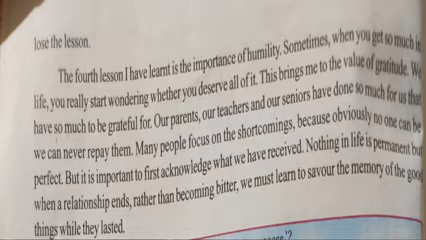 lose the lesson.
The fourth lesson I have learnt is the importance of humility. Sometimes, when you get so much in
life, you really start wondering whether you deserve all of it. This brings me to the value of gratitude. We
have so much to be grateful for. Our parents, our teachers and our seniors have done so much for us that
we can never repay them. Many people focus on the shortcomings, because obviously no one can be
perfect. But it is important to first acknowledge what we have received. Nothing in life is permanent but
when a relationship ends, rather than becoming bitter, we must learn to savour the memory of the good
things while they lasted.